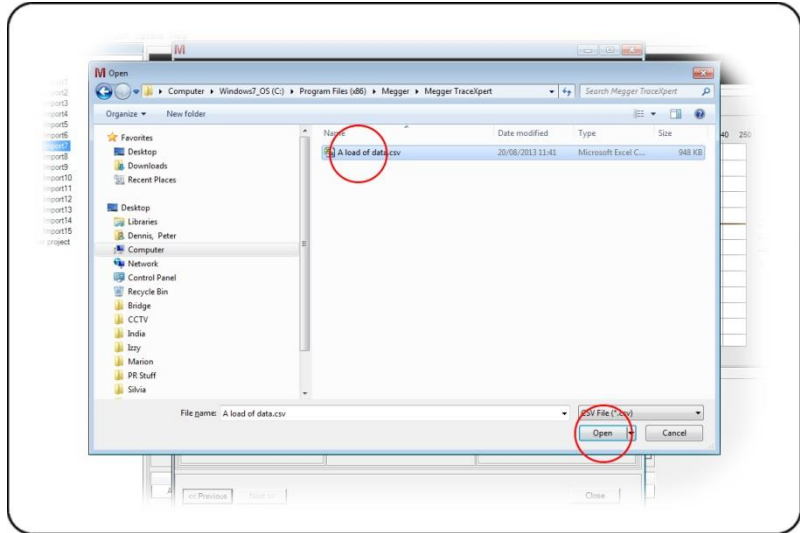 M
M Open
Computer ▸ Windows7_OS (C:) ▸ Program Files (x86) ▸ Megger ▸ Megger TraceXpert
Search Megger TraceXpert
Organize
New folder
Favorites
Desktop
Downloads
Recent Places
Desktop
Libraries
Dennis, Peter
Computer
Network
Control Panel
Recycle Bin
Bridge
CCTV
India
Izzy
Marion
PR Stuff
Silvia
Name
Date modified
Type
Size
A load of data.csv
20/08/2013 11:41
Microsoft Excel C...
948 KB
File name:
A load of data.csv
CSV File (*.csv)
Open
Cancel
import2
import3
import4
import5
import6
import7
import8
import9
import10
import11
import12
import13
import14
import15
project
40 250
<< Previous
Next >>
Close